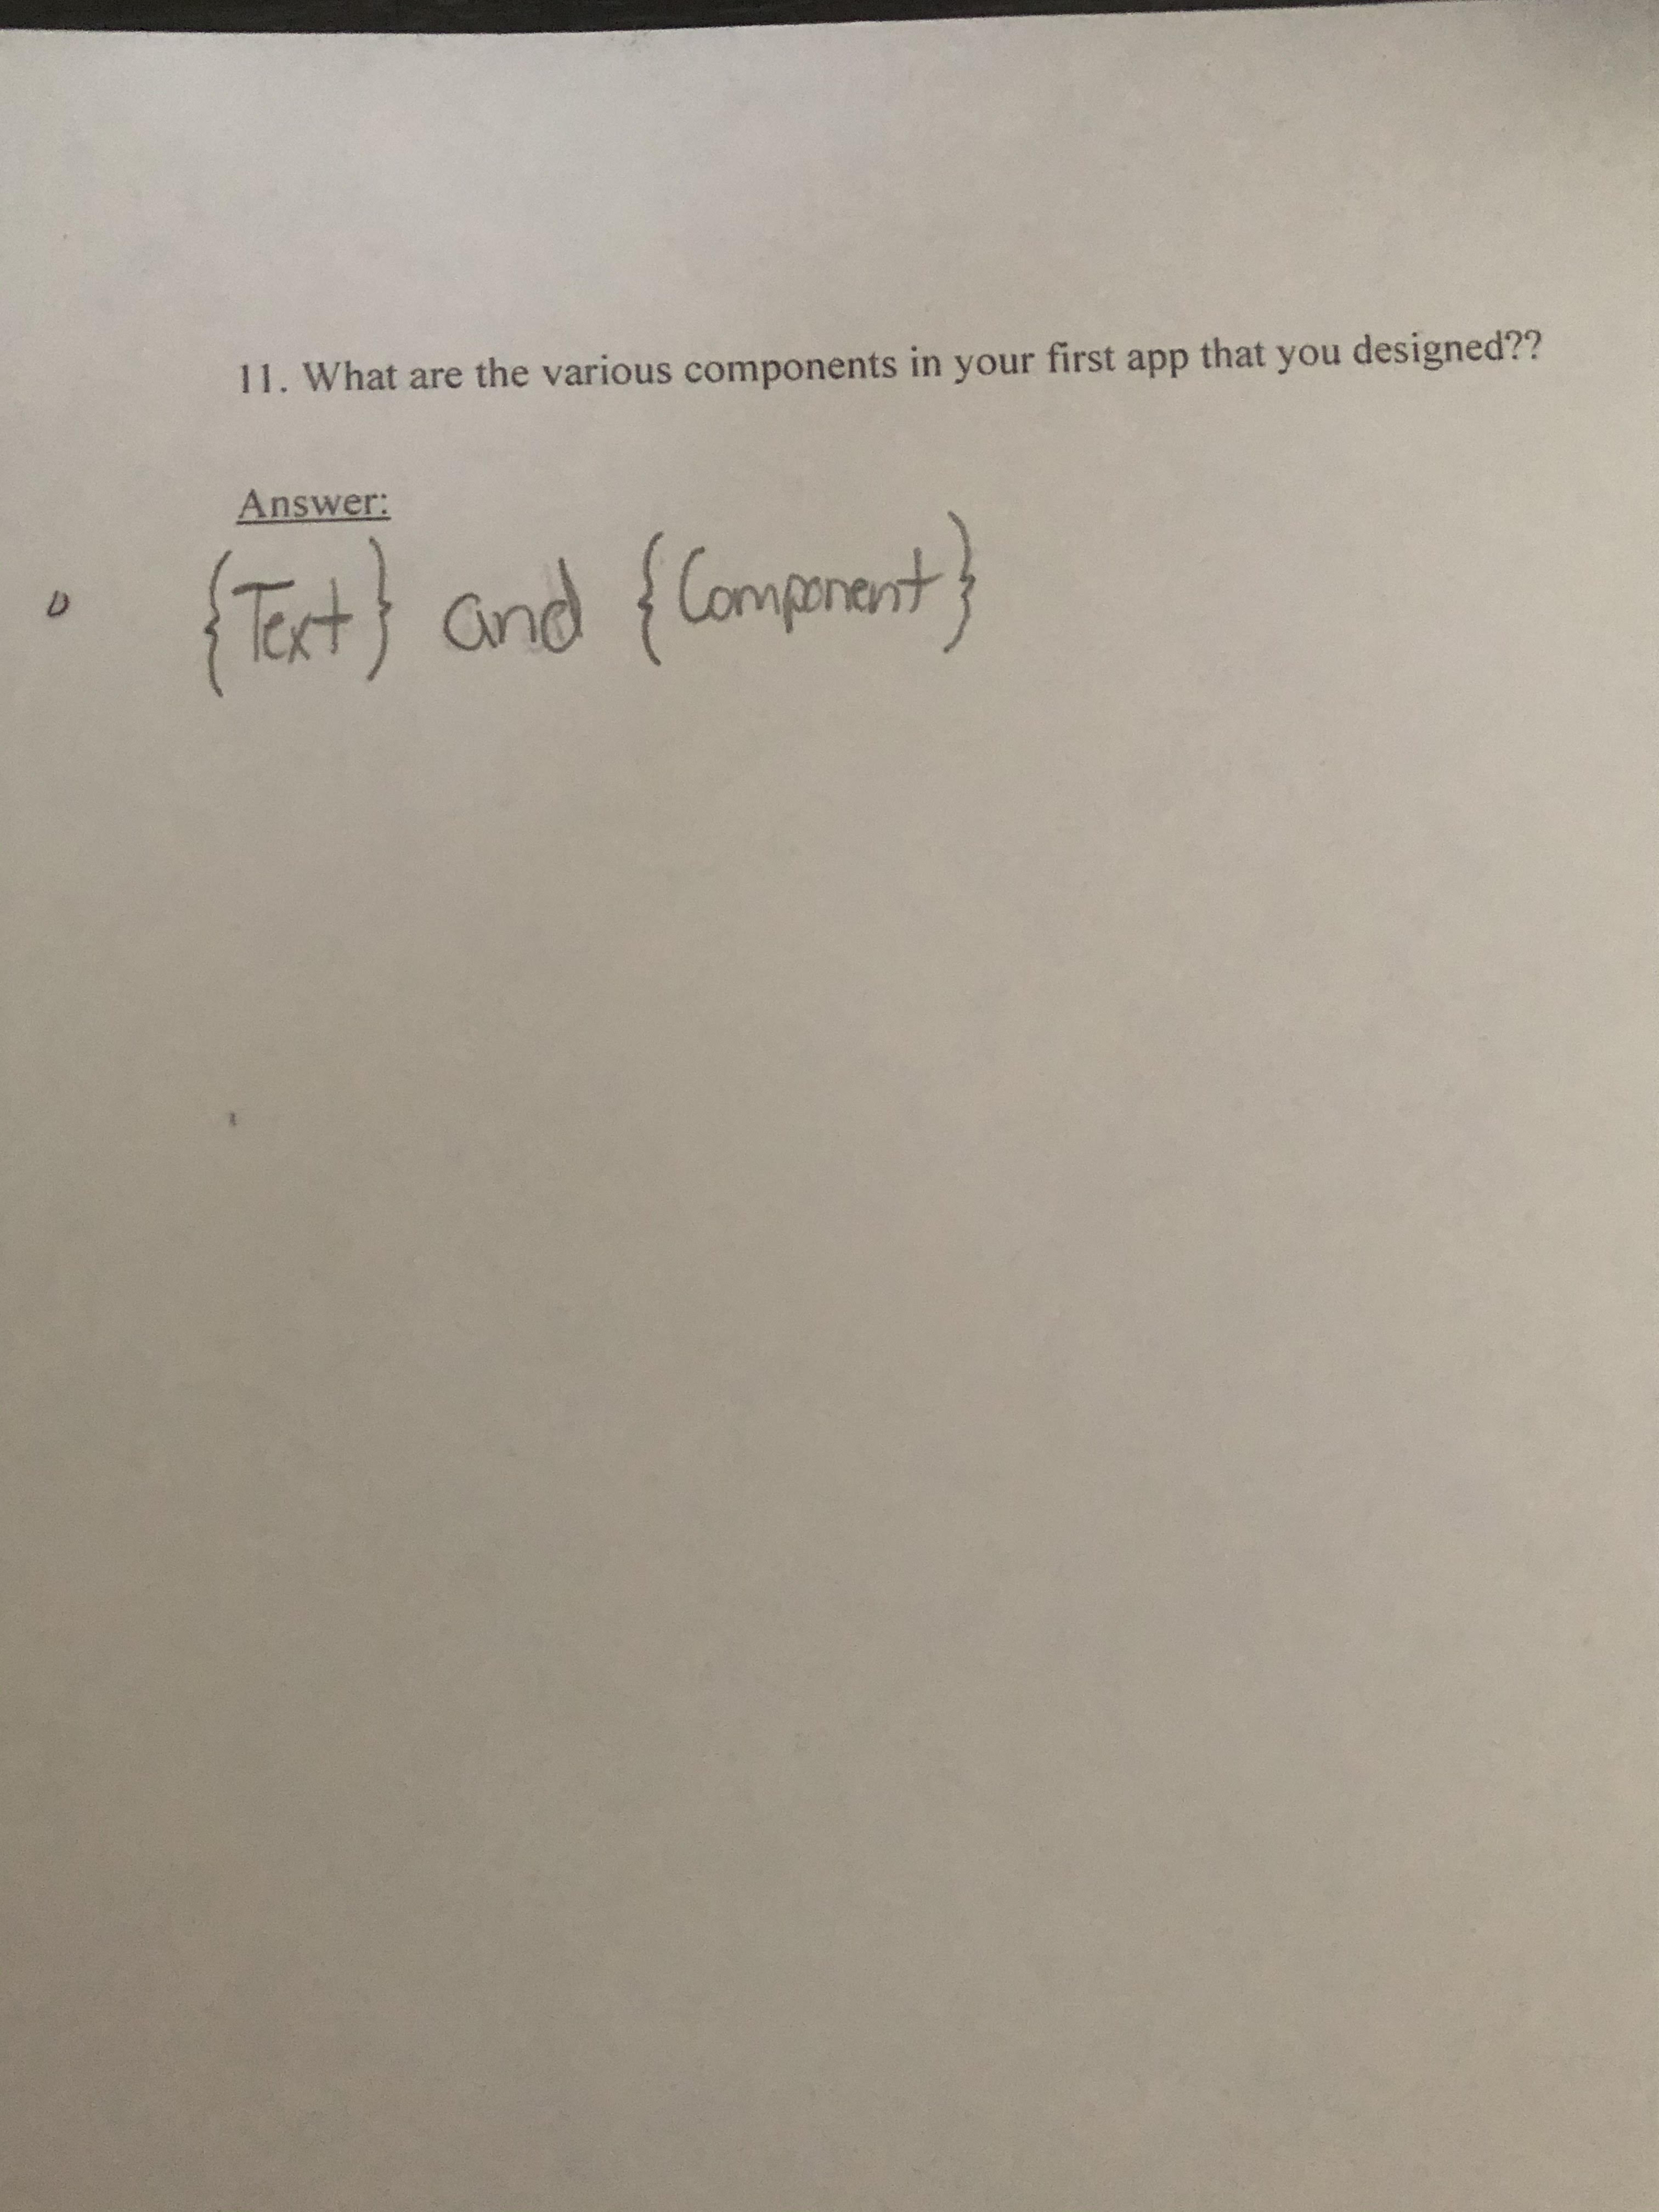 11. What are the various components in your first app that you designed??
Answer:
{Text} and {Component}